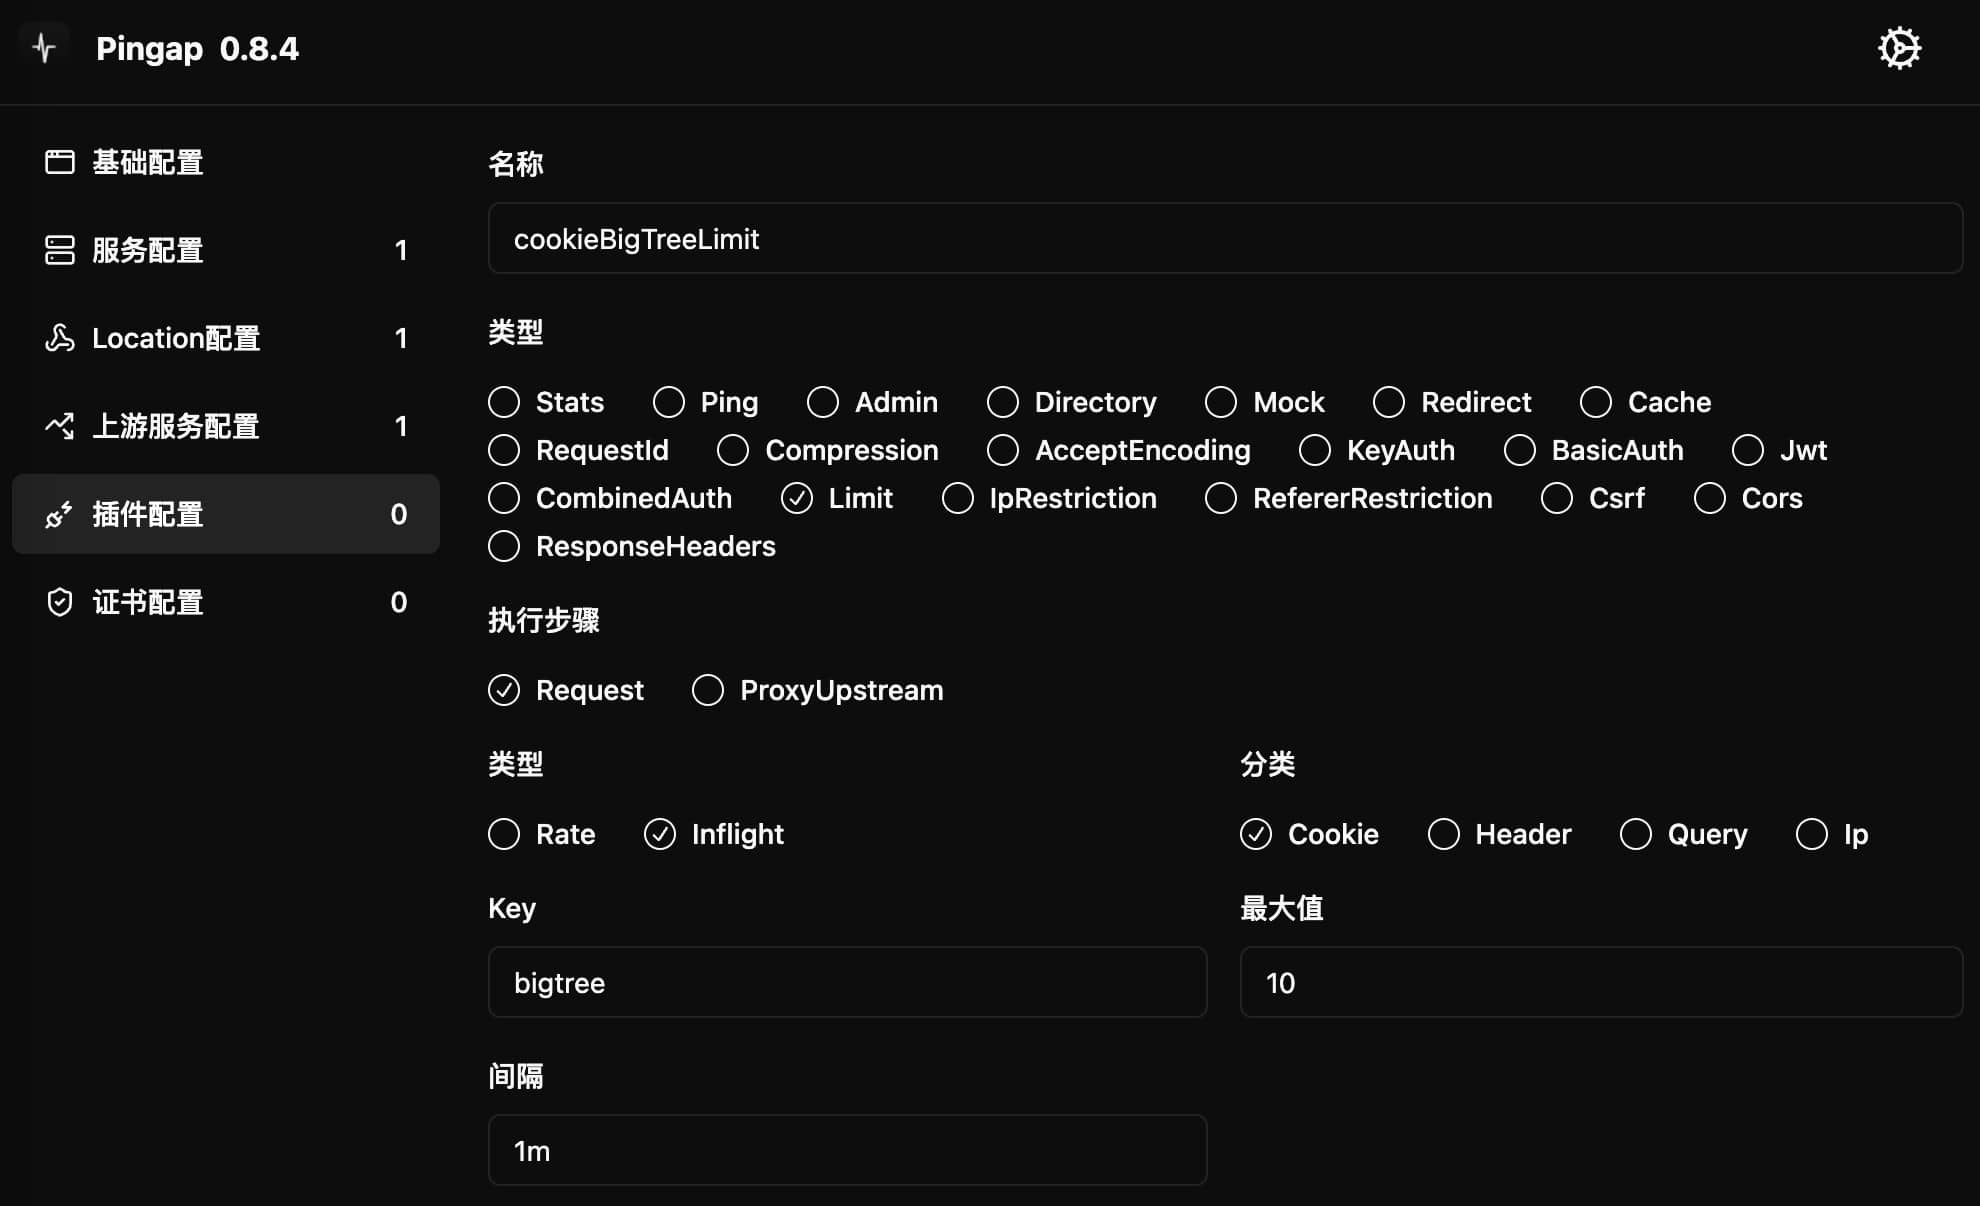 Pingap 0.8.4
基础配置
服务配置 1
Location配置 1
上游服务配置 1
插件配置 0
证书配置 0
名称
cookieBigTreeLimit
类型
Stats Ping Admin Directory Mock Redirect Cache
RequestId Compression AcceptEncoding KeyAuth BasicAuth Jwt
CombinedAuth Limit IpRestriction RefererRestriction Csrf Cors
ResponseHeaders
执行步骤
Request ProxyUpstream
类型 分类
Rate Inflight Cookie Header Query Ip
Key 最大值
bigtree 10
间隔
1m